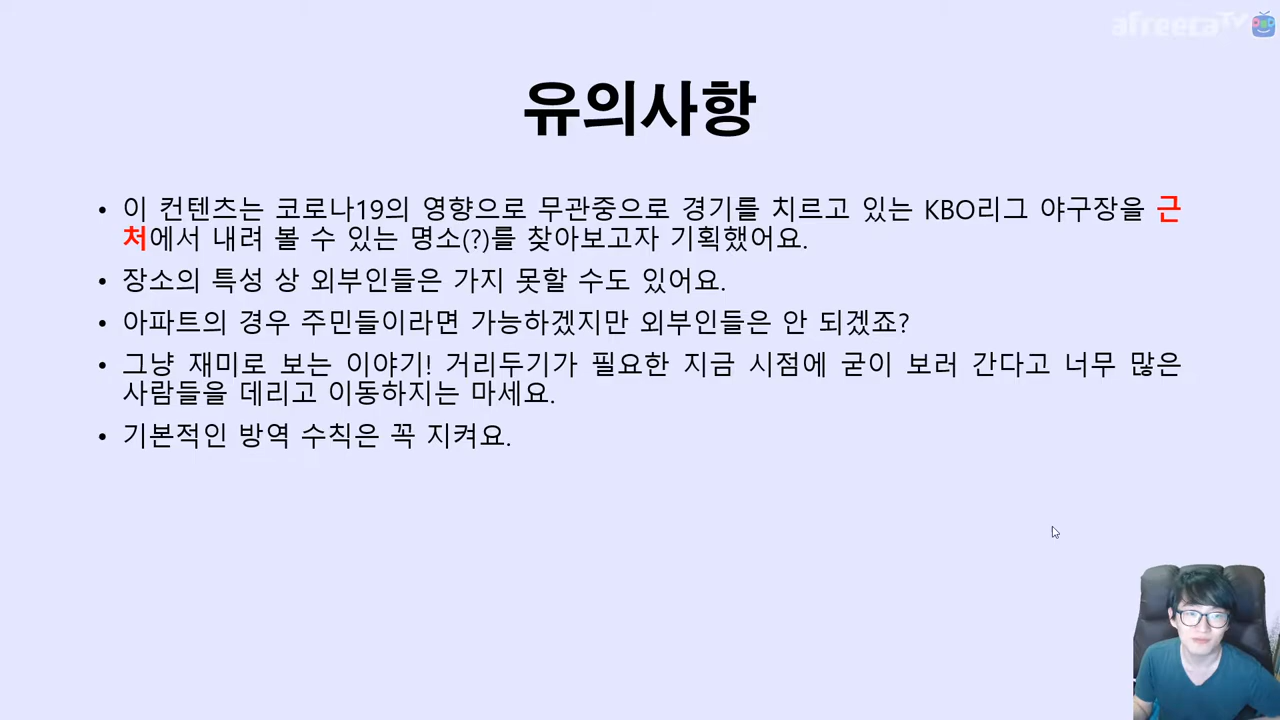 afreecaTV
유의사항
• 이 컨텐츠는 코로나19의 영향으로 무관중으로 경기를 치르고 있는 KBO리그 야구장을 근
처에서 내려 볼 수 있는 명소(?)를 찾아보고자 기획했어요.
• 장소의 특성 상 외부인들은 가지 못할 수도 있어요.
• 아파트의 경우 주민들이라면 가능하겠지만 외부인들은 안 되겠죠?
• 그냥 재미로 보는 이야기! 거리두기가 필요한 지금 시점에 굳이 보러 간다고 너무 많은
사람들을 데리고 이동하지는 마세요.
• 기본적인 방역 수칙은 꼭 지켜요.